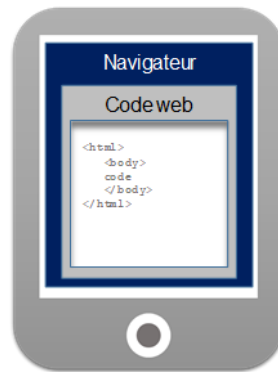 Navigateur
Code web
<html>
<body>
code
</body>
</html>